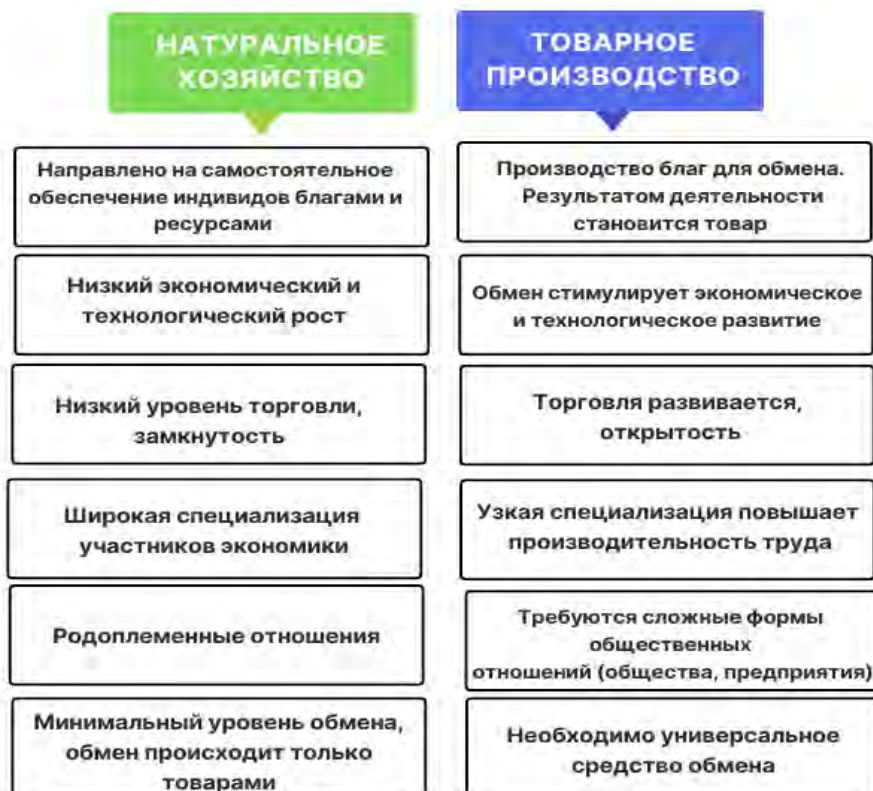 НАТУРАЛЬНОЕ
ХОЗЯЙСТВО
ТОВАРНОЕ
ПРОИЗВОДСТВО
Направлено на самостоятельное
обеспечение индивидов благами и
ресурсами
Производство благ для обмена.
Результатом деятельности
становится товар
Низкий экономический и
технологический рост
Обмен стимулирует экономическое
и технологическое развитие
Низкий уровень торговли,
замкнутость
Торговля развивается,
открытость
Широкая специализация
участников экономики
Узкая специализация повышает
производительность труда
Родоплеменные отношения
Требуются сложные формы
общественных
отношений (общества, предприятия)
Минимальный уровень обмена,
обмен происходит только
товарами
Необходимо универсальное
средство обмена